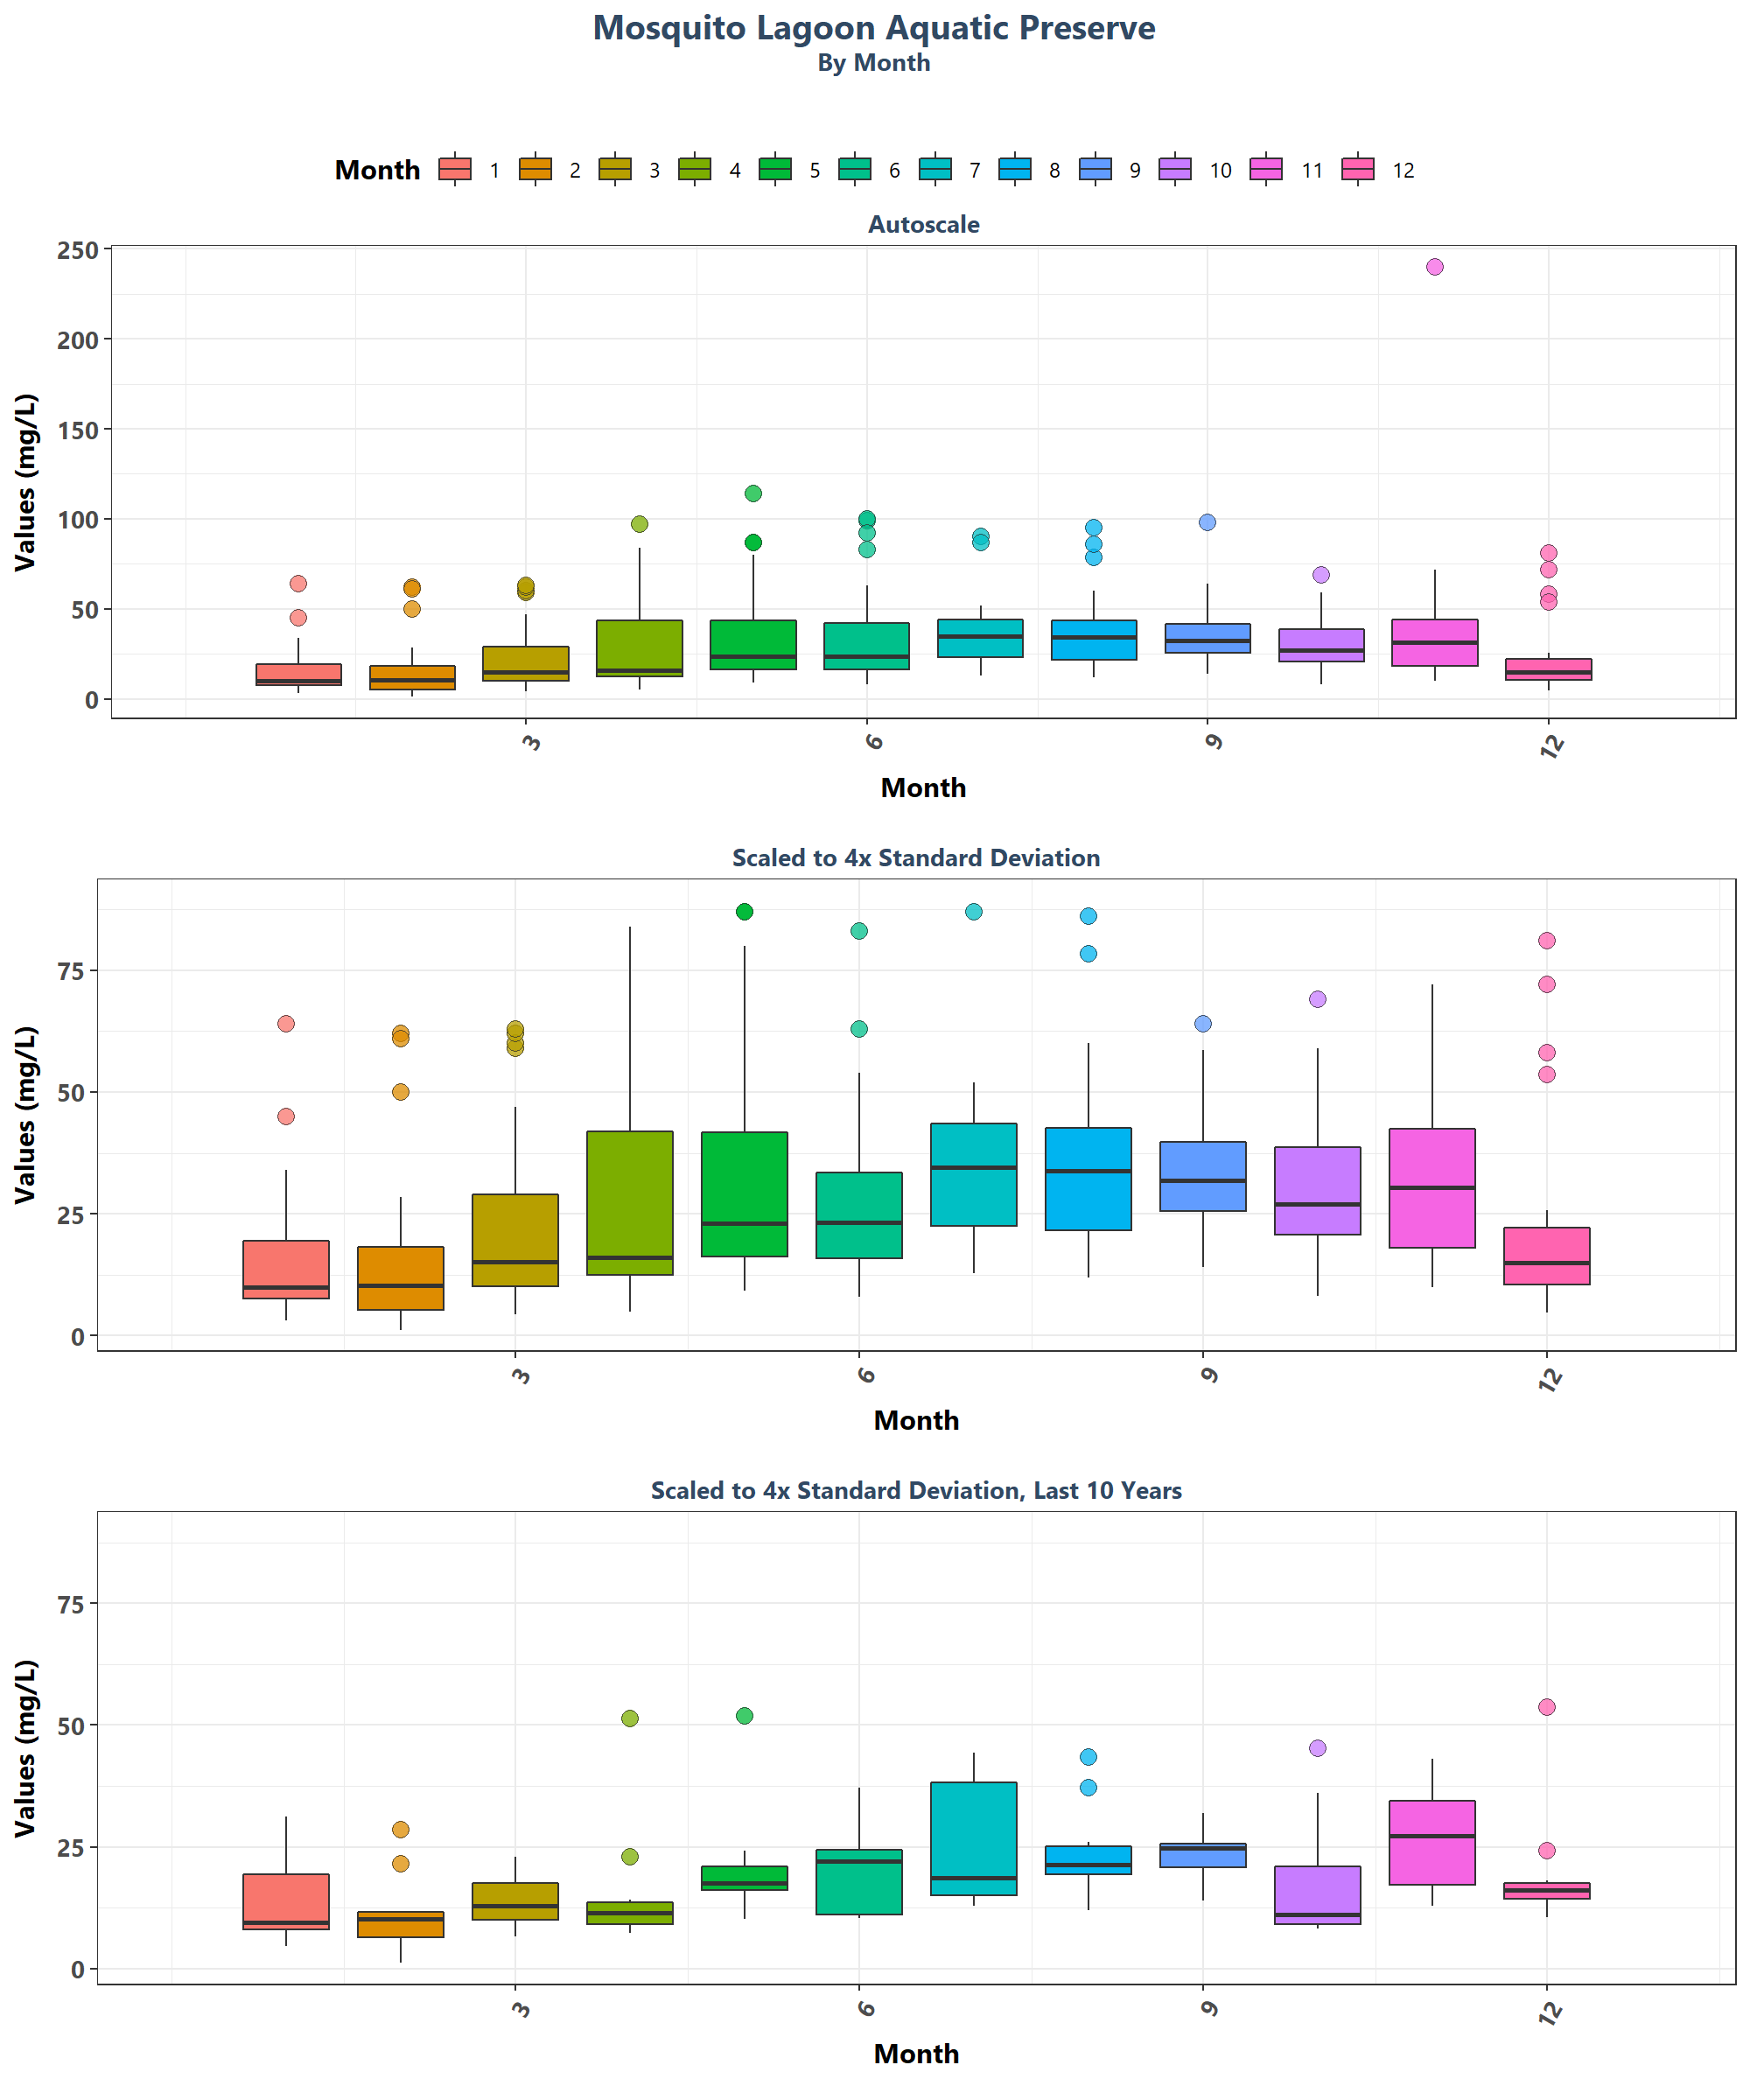 Mosquito Lagoon Aquatic Preserve
By Month
Month 1 2 3 4 5 6 7 8 9 10 11 12
Autoscale
Values (mg/L)
250
200
150
100
50
0
3 6 9 12
Month
Scaled to 4x Standard Deviation
Values (mg/L)
75
50
25
0
3 6 9 12
Month
Scaled to 4x Standard Deviation, Last 10 Years
Values (mg/L)
75
50
25
0
3 6 9 12
Month